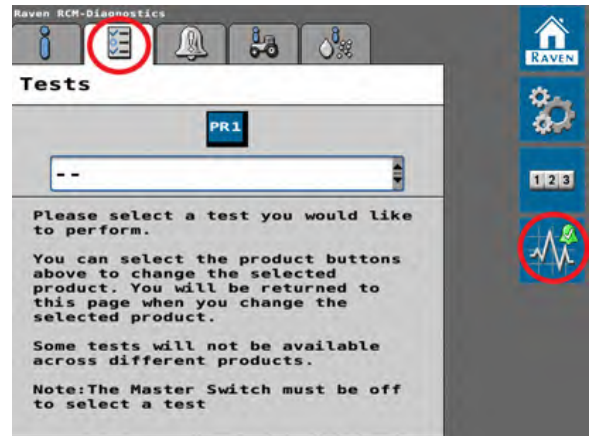 Raven RCM-Diagnostics
RAVEN
Tests
PR1
--
1 2 3
Please select a test you would like
to perform.
You can select the product buttons
above to change the selected
product. You will be returned to
this page when you change the
selected product.
Some tests will not be available
across different products.
Note:The Master Switch must be off
to select a test